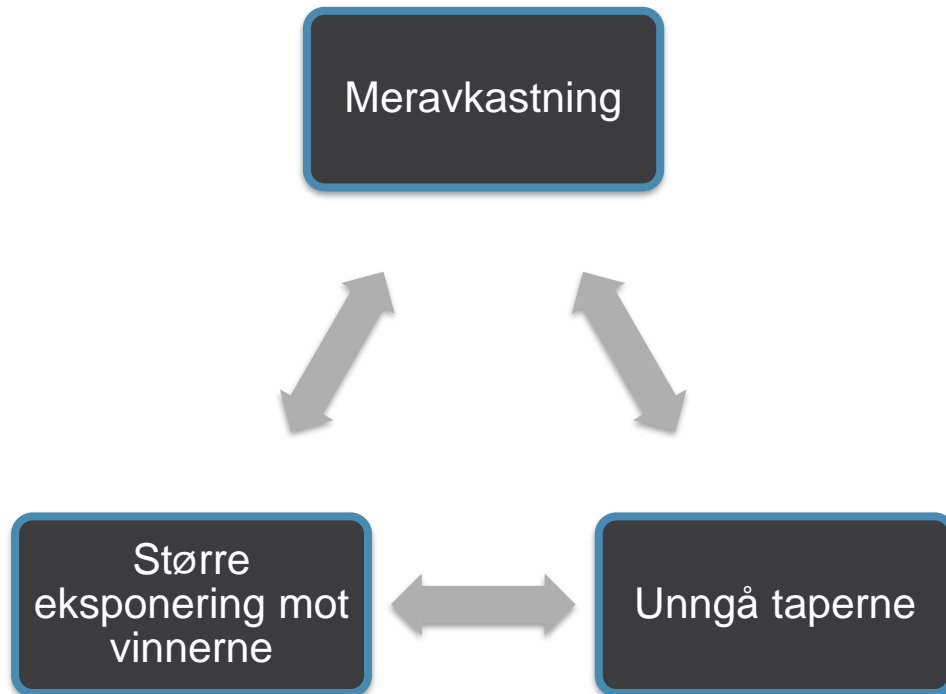 Meravkastning
Større
eksponering mot
vinnerne
Unngå taperne